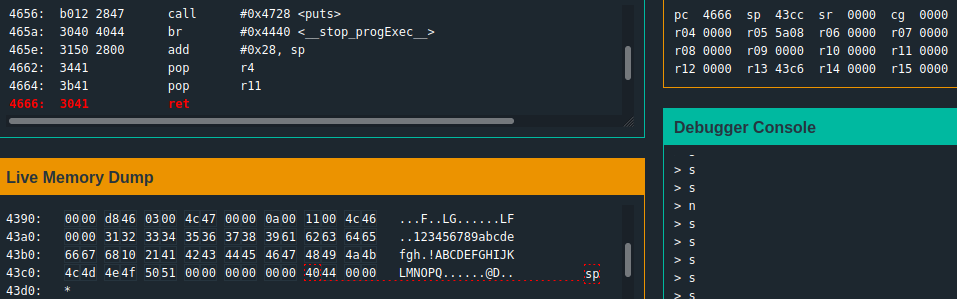 4656: b012 2847 call #0x4728 <puts>
465a: 3040 4044 br #0x4440 <__stop_progExec__>
465e: 3150 2800 add #0x28, sp
4662: 3441 pop r4
4664: 3b41 pop r11
4666: 3041 ret
Live Memory Dump
4390: 0000 d846 0300 4c47 0000 0a00 1100 4c46 ...F..LG......LF
43a0: 0000 3132 3334 3536 3738 3961 6263 6465 ..123456789abcde
43b0: 6667 6810 2141 4243 4445 4647 4849 4a4b fgh.!ABCDEFGHIJK
43c0: 4c4d 4e4f 5051 0000 0000 0000 4044 0000 LMNOPQ......@D.. sp
43d0: *
pc 4666 sp 43cc sr 0000 cg 0000
r04 0000 r05 5a08 r06 0000 r07 0000
r08 0000 r09 0000 r10 0000 r11 0000
r12 0000 r13 43c6 r14 0000 r15 0000
Debugger Console
> s
> s
> n
> s
> s
> s
> s
> s